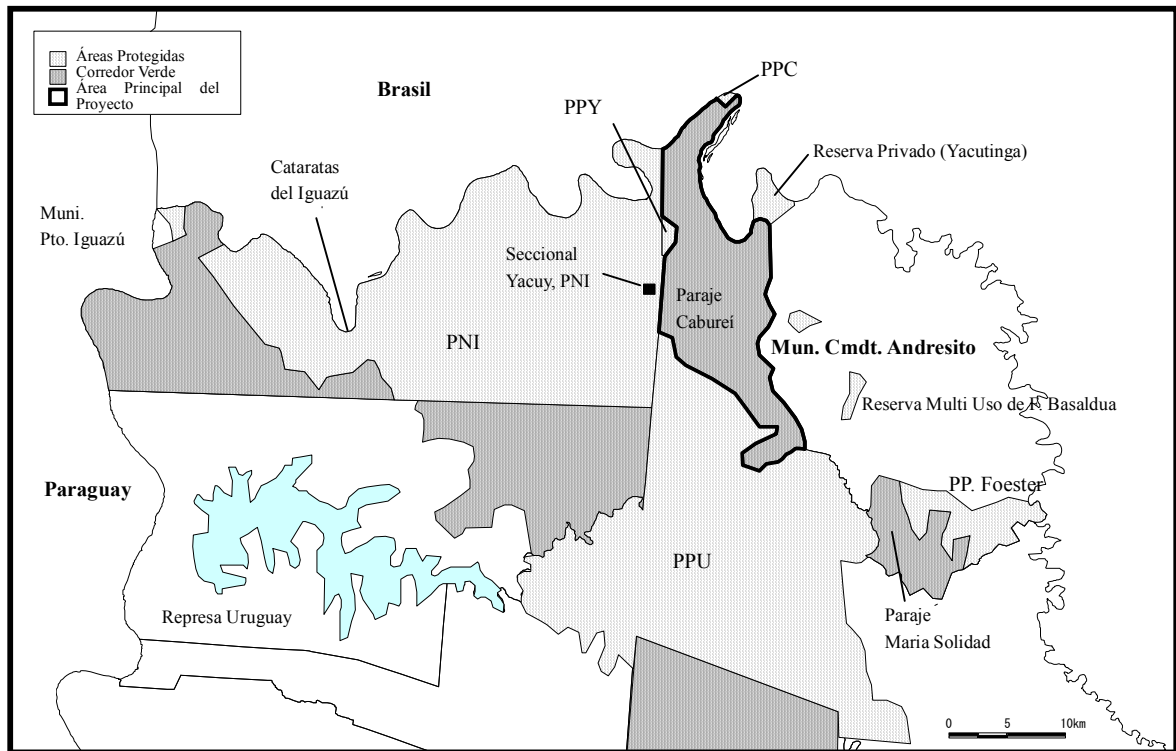 Áreas Protegidas
Corredor Verde
Área Principal del
Proyecto
Brasil
PPC
PPY
Reserva Privado (Yacutinga)
Cataratas
del Iguazú
Muni.
Pto. Iguazú
Seccional
Yacuy, PNI
Paraje
Cabureí
PNI
Mun. Cmdt. Andresito
Reserva Multi Uso de F. Basaldua
Paraguay
PP. Foester
PPU
Represa Uruguay
Paraje
Maria Solidad
0 5 10km